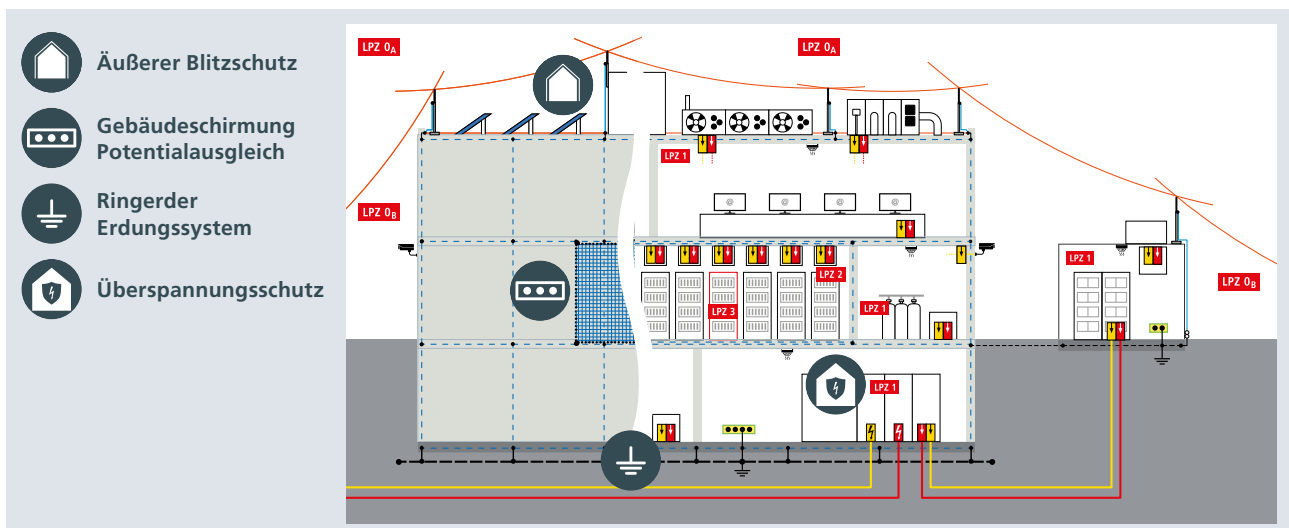 Äußerer Blitzschutz
Gebäudeschirmung
Potentialausgleich
Ringerder
Erdungssystem
Überspannungsschutz
LPZ 0A
LPZ 0A
LPZ 1
LPZ 0B
@ @ @ @
LPZ 2
LPZ 3
LPZ 1
LPZ 1
LPZ 0B
LPZ 1